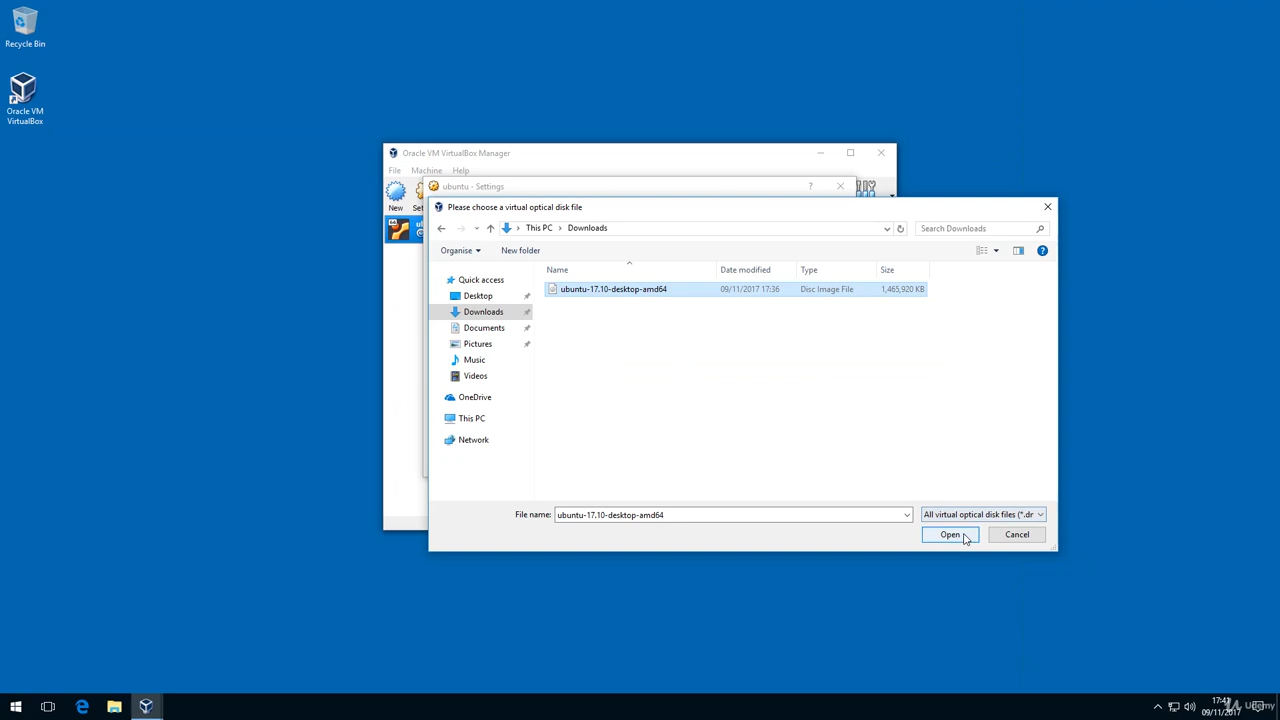 Recycle Bin
Oracle VM
VirtualBox
Oracle VM VirtualBox Manager
File Machine Help
ubuntu - Settings
?
New
Please choose a virtual optical disk file
This PC > Downloads
Search Downloads
Organise
New folder
Name Date modified Type Size
ubuntu-17.10-desktop-amd64 09/11/2017 17:36 Disc Image File 1,465,920 KB
Quick access
Desktop
Downloads
Documents
Pictures
Music
Videos
OneDrive
This PC
Network
File name: ubuntu-17.10-desktop-amd64
All virtual optical disk files (*.dr
Open Cancel
17:41
09/11/2017
Udemy